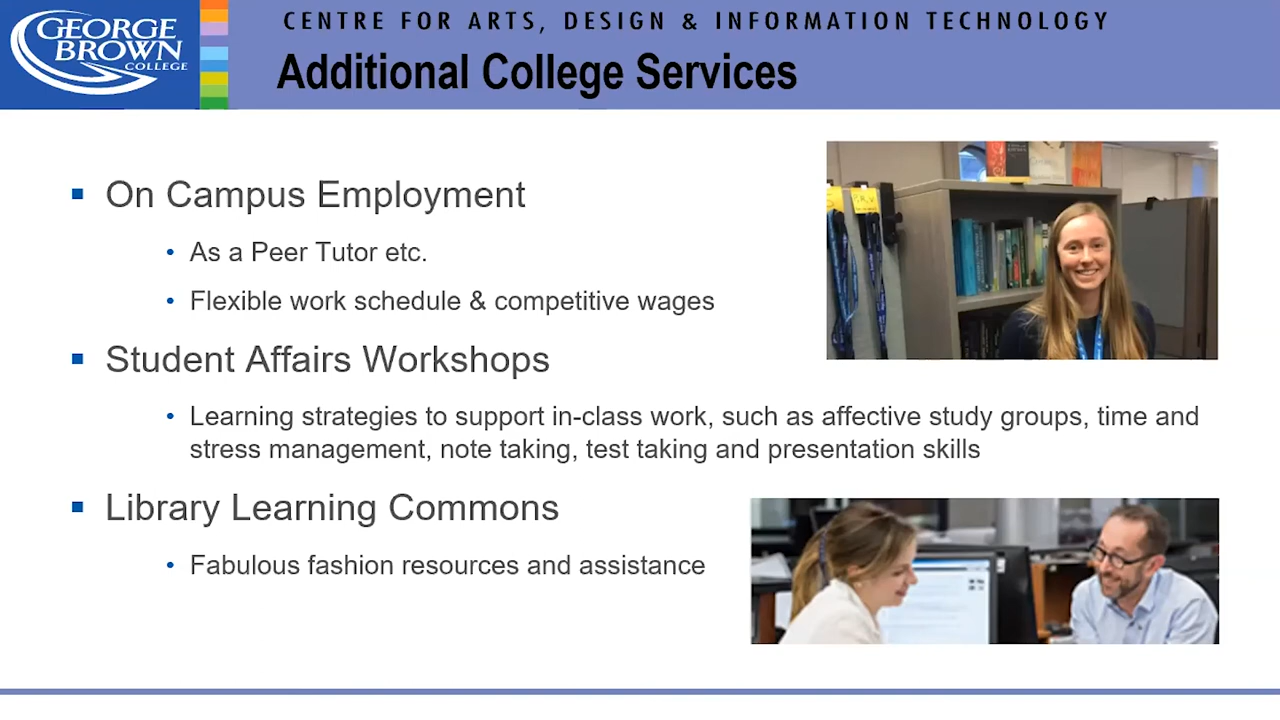 GEORGE
BROWN
COLLEGE
CENTRE FOR ARTS, DESIGN & INFORMATION TECHNOLOGY
Additional College Services
On Campus Employment
As a Peer Tutor etc.
Flexible work schedule & competitive wages
Student Affairs Workshops
Learning strategies to support in-class work, such as affective study groups, time and
stress management, note taking, test taking and presentation skills
Library Learning Commons
Fabulous fashion resources and assistance